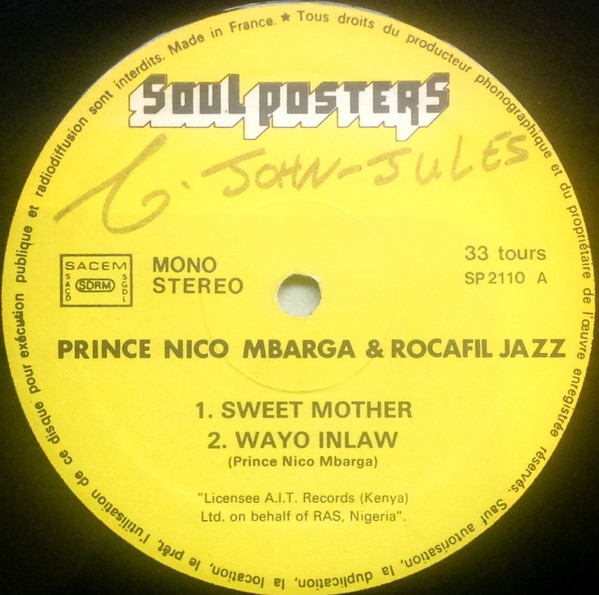 Tous droits du producteur phonographique et du propriétaire de l'œuvre enregistrée réservés. Sauf autorisation, la duplication, la location, le prêt, l'utilisation de ce disque pour exécution publique et radiodiffusion sont interdits. Made in France. ★
SOUL POSTERS
G. JOHN-JULES
SACEM
SACD
SDRM
SGDL
MONO
STEREO
33 tours
SP 2110 A
PRINCE NICO MBARGA & ROCAFIL JAZZ
1. SWEET MOTHER
2. WAYO INLAW
(Prince Nico Mbarga)
"Licensee A.I.T. Records (Kenya)
Ltd. on behalf of RAS, Nigeria".